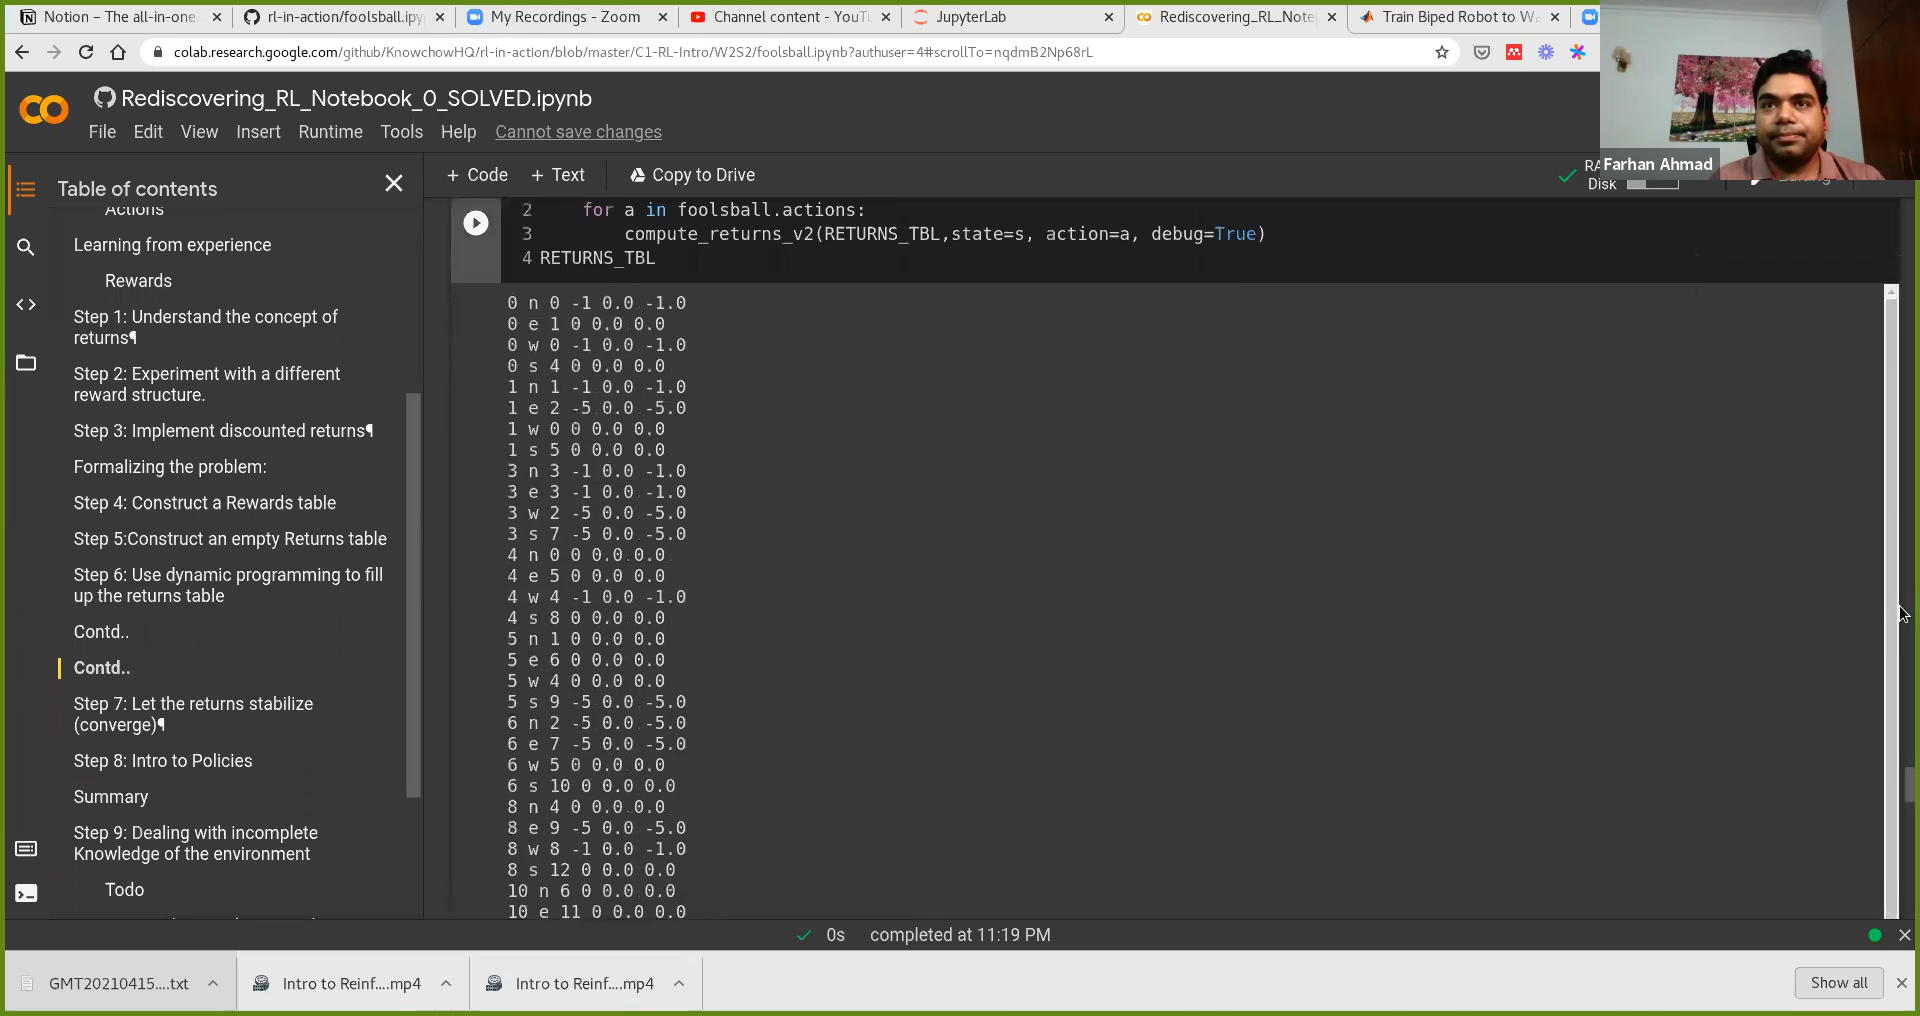 Notion – The all-in-one
rl-in-action/foolsball.ipy
My Recordings - Zoom
Channel content - YouTu
JupyterLab
Rediscovering_RL_Note
Train Biped Robot to Wa
colab.research.google.com/github/KnowchowHQ/rl-in-action/blob/master/C1-RL-Intro/W2S2/foolsball.ipynb?authuser=4#scrollTo=nqdmB2Np68rL
Rediscovering_RL_Notebook_0_SOLVED.ipynb
File Edit View Insert Runtime Tools Help Cannot save changes
Farhan Ahmad
Table of contents
+ Code + Text Copy to Drive
Disk
Actions
Learning from experience
Rewards
Step 1: Understand the concept of
returns¶
Step 2: Experiment with a different
reward structure.
Step 3: Implement discounted returns¶
Formalizing the problem:
Step 4: Construct a Rewards table
Step 5:Construct an empty Returns table
Step 6: Use dynamic programming to fill
up the returns table
Contd..
Contd..
Step 7: Let the returns stabilize
(converge)¶
Step 8: Intro to Policies
Summary
Step 9: Dealing with incomplete
Knowledge of the environment
Todo
2 for a in foolsball.actions:
3 compute_returns_v2(RETURNS_TBL,state=s, action=a, debug=True)
4 RETURNS_TBL
0 n 0 -1 0.0 -1.0
0 e 1 0 0.0 0.0
0 w 0 -1 0.0 -1.0
0 s 4 0 0.0 0.0
1 n 1 -1 0.0 -1.0
1 e 2 -5 0.0 -5.0
1 w 0 0 0.0 0.0
1 s 5 0 0.0 0.0
3 n 3 -1 0.0 -1.0
3 e 3 -1 0.0 -1.0
3 w 2 -5 0.0 -5.0
3 s 7 -5 0.0 -5.0
4 n 0 0 0.0 0.0
4 e 5 0 0.0 0.0
4 w 4 -1 0.0 -1.0
4 s 8 0 0.0 0.0
5 n 1 0 0.0 0.0
5 e 6 0 0.0 0.0
5 w 4 0 0.0 0.0
5 s 9 -5 0.0 -5.0
6 n 2 -5 0.0 -5.0
6 e 7 -5 0.0 -5.0
6 w 5 0 0.0 0.0
6 s 10 0 0.0 0.0
8 n 4 0 0.0 0.0
8 e 9 -5 0.0 -5.0
8 w 8 -1 0.0 -1.0
8 s 12 0 0.0 0.0
10 n 6 0 0.0 0.0
10 e 11 0 0.0 0.0
0s completed at 11:19 PM
GMT20210415....txt
Intro to Reinf....mp4
Intro to Reinf....mp4
Show all